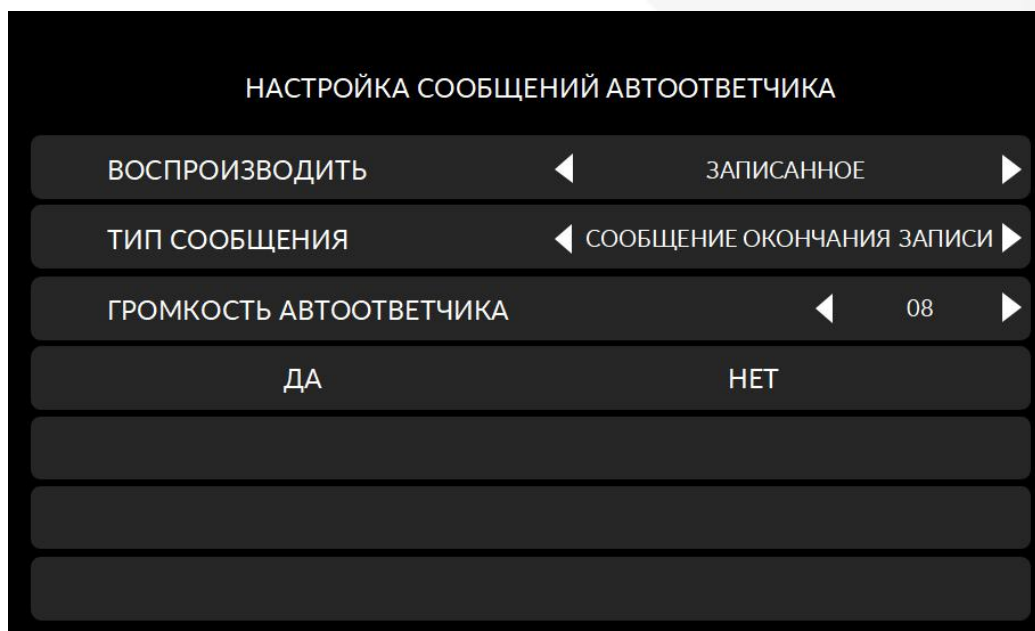 НАСТРОЙКА СООБЩЕНИЙ АВТООТВЕТЧИКА
ВОСПРОИЗВОДИТЬ ЗАПИСАННОЕ
ТИП СООБЩЕНИЯ СООБЩЕНИЕ ОКОНЧАНИЯ ЗАПИСИ
ГРОМКОСТЬ АВТООТВЕТЧИКА 08
ДА НЕТ